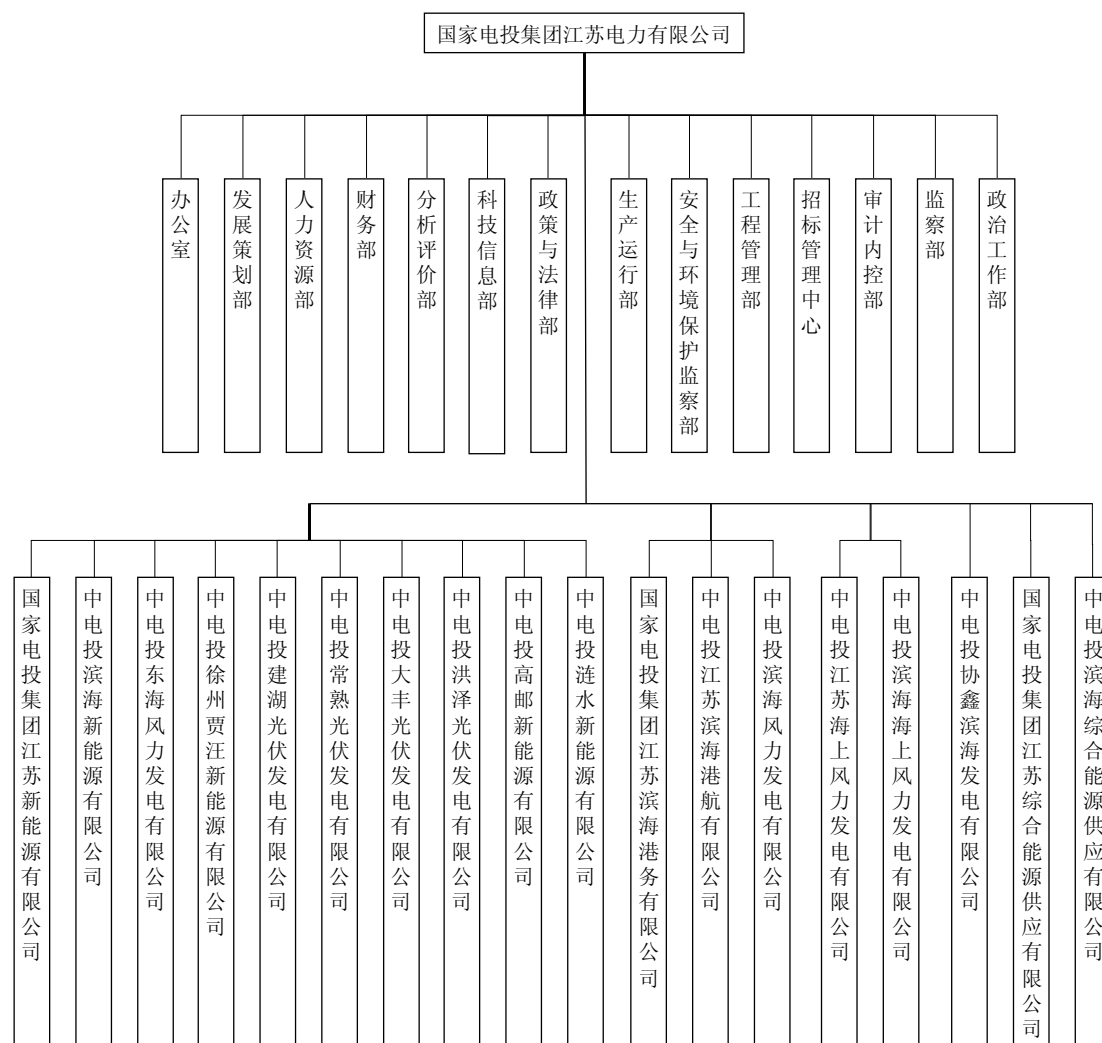 国家电投集团江苏电力有限公司
办公室
发展策划部
人力资源部
财务部
分析评价部
科技信息部
政策与法律部
生产运行部
安全与环境保护监察部
工程管理部
招标管理中心
审计内控部
监察部
政治工作部
国家电投集团江苏新能源有限公司
中电投滨海新能源有限公司
中电投东海风力发电有限公司
中电投徐州贾汪新能源有限公司
中电投建湖光伏发电有限公司
中电投常熟光伏发电有限公司
中电投大丰光伏发电有限公司
中电投洪泽光伏发电有限公司
中电投高邮新能源有限公司
中电投涟水新能源有限公司
国家电投集团江苏滨海港务有限公司
中电投江苏滨海港航有限公司
中电投滨海风力发电有限公司
中电投江苏海上风力发电有限公司
中电投滨海海上风力发电有限公司
中电投协鑫滨海发电有限公司
国家电投集团江苏综合能源供应有限公司
中电投滨海综合能源供应有限公司